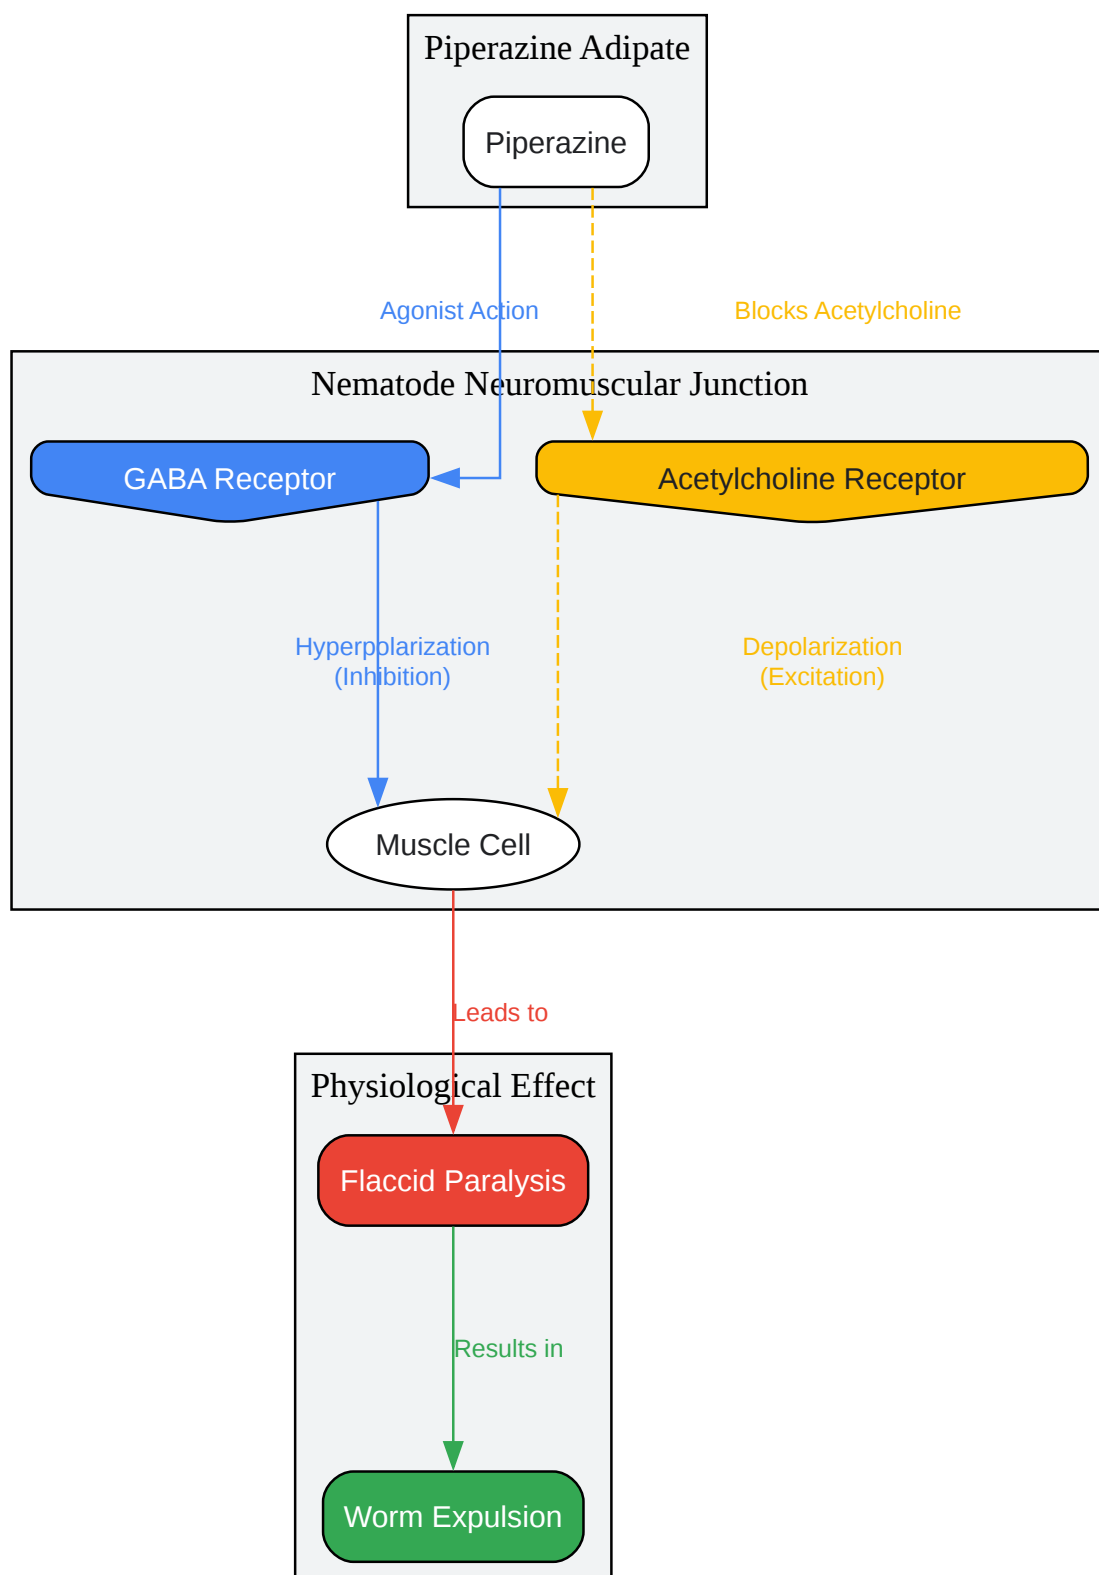 Piperazine Adipate
Piperazine
Agonist Action
Blocks Acetylcholine
Nematode Neuromuscular Junction
GABA Receptor
Acetylcholine Receptor
Hyperpolarization
(Inhibition)
Depolarization
(Excitation)
Muscle Cell
Leads to
Physiological Effect
Flaccid Paralysis
Results in
Worm Expulsion